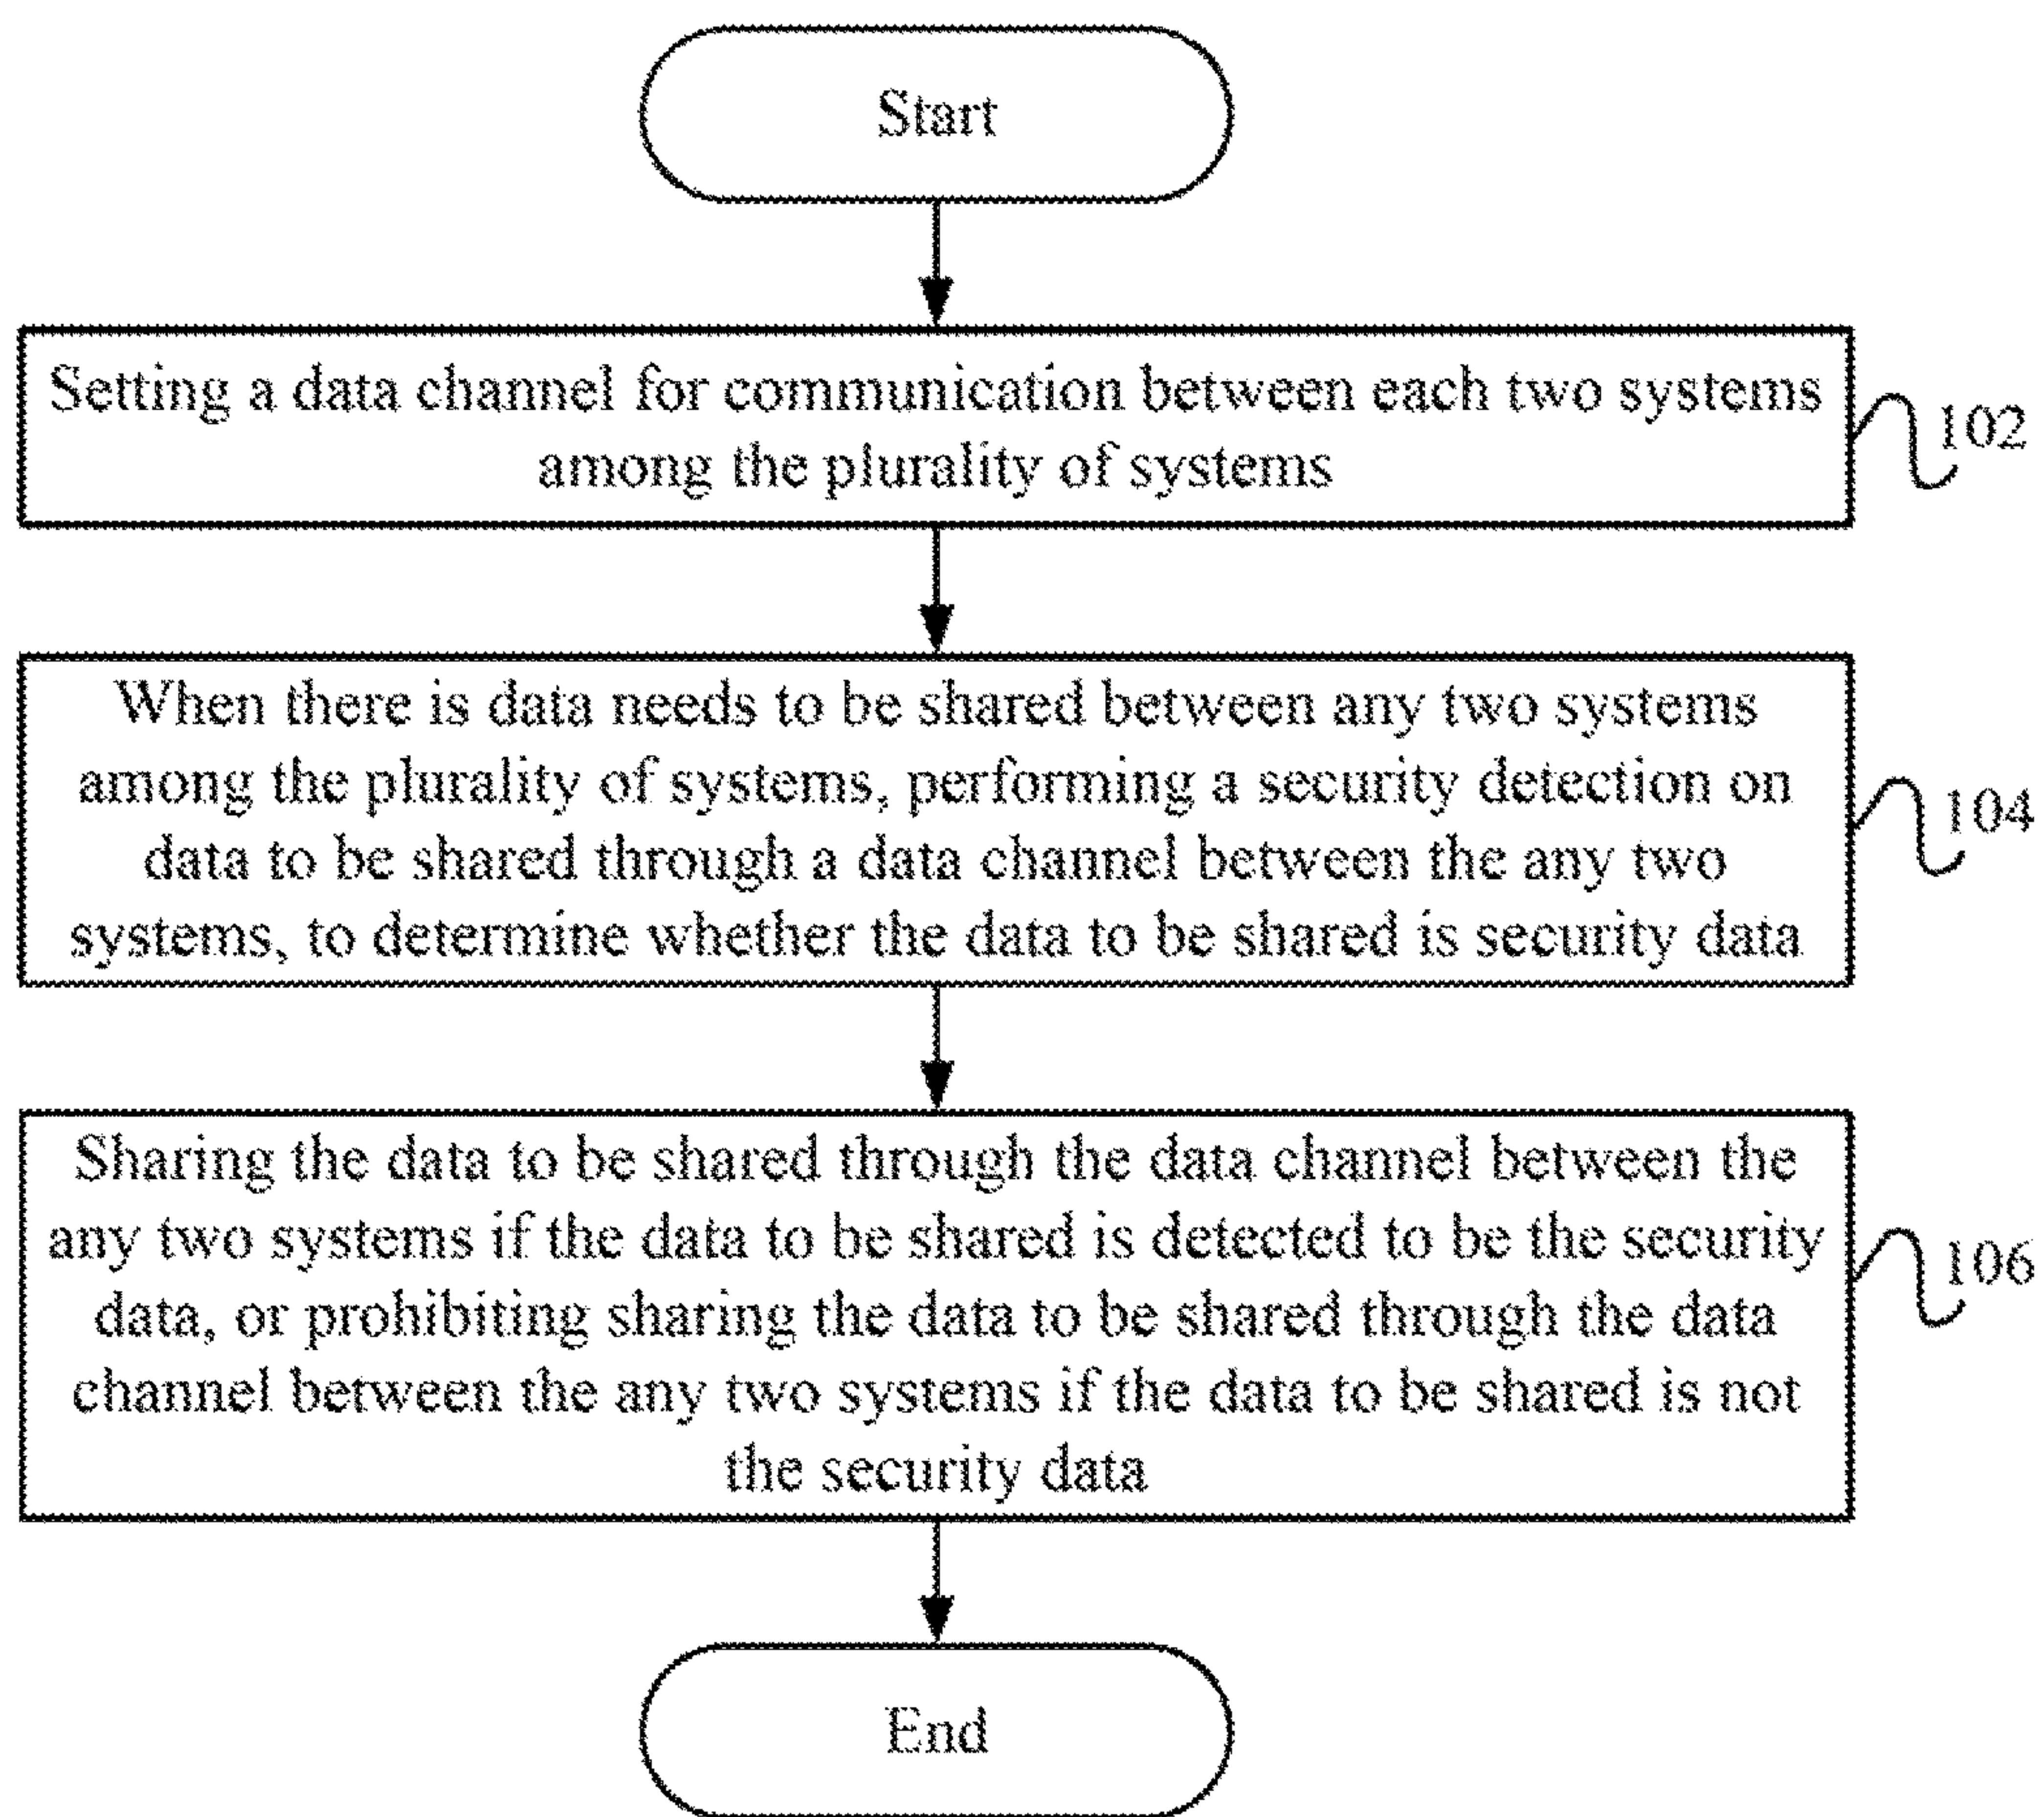 Start
Setting a data channel for communication between each two systems
among the plurality of systems
102
When there is data needs to be shared between any two systems
among the plurality of systems, performing a security detection on
data to be shared through a data channel between the any two
systems, to determine whether the data to be shared is security data
104
Sharing the data to be shared through the data channel between the
any two systems if the data to be shared is detected to be the security
data, or prohibiting sharing the data to be shared through the data
channel between the any two systems if the data to be shared is not
the security data
106
End